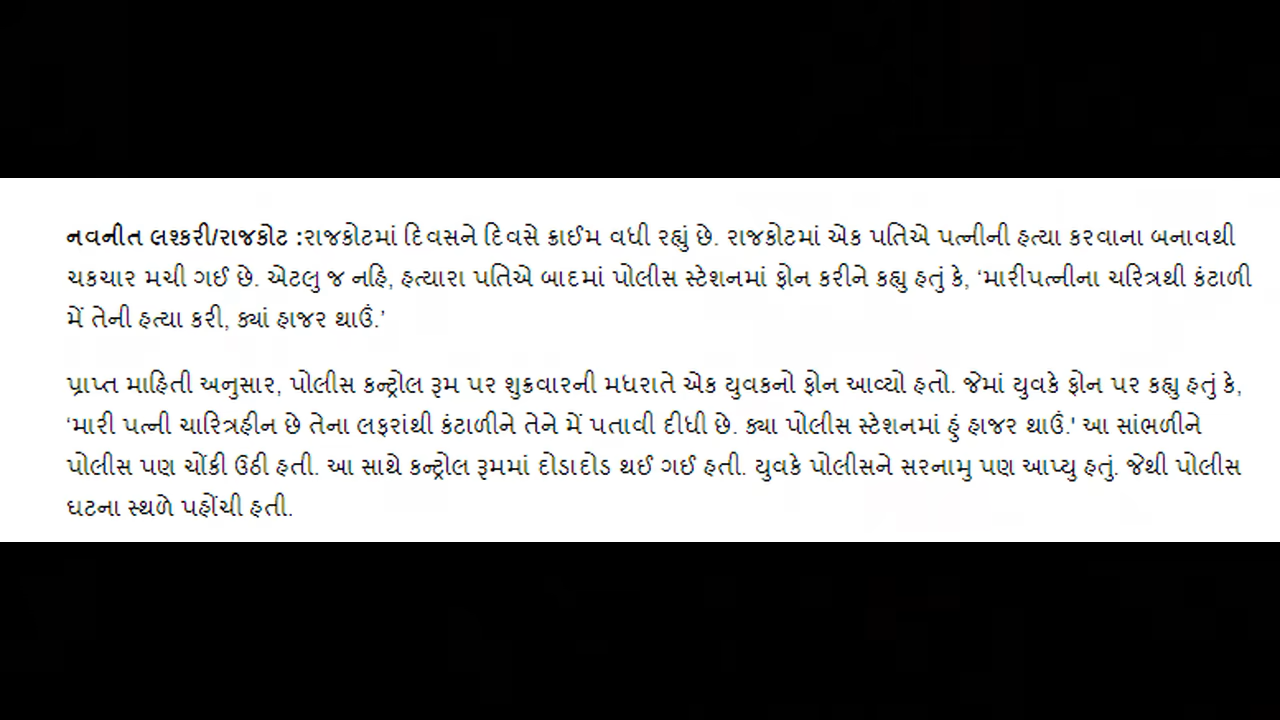 નવનીત લશ્કરી/રાજકોટ :રાજકોટમાં દિવસને દિવસે ક્રાઈમ વધી રહ્યું છે. રાજકોટમાં એક પતિએ પત્નીની હત્યા કરવાના બનાવથી
ચકચાર મચી ગઈ છે. એટલુ જ નહિ, હત્યારા પતિએ બાદમાં પોલીસ સ્ટેશનમાં ફોન કરીને કહ્યુ હતું કે, ‘મારીપત્નીના ચરિત્રથી કંટાળી
મેં તેની હત્યા કરી, ક્યાં હાજર થાઉં.’
પ્રાપ્ત માહિતી અનુસાર, પોલીસ કન્ટ્રોલ રૂમ પર શુક્રવારની મધરાતે એક યુવકનો ફોન આવ્યો હતો. જેમાં યુવકે ફોન પર કહ્યુ હતું કે,
‘મારી પત્ની ચારિત્રહીન છે તેના લફરાંથી કંટાળીને તેને મેં પતાવી દીધી છે. ક્યા પોલીસ સ્ટેશનમાં હું હાજર થાઉં.' આ સાંભળીને
પોલીસ પણ ચોંકી ઉઠી હતી. આ સાથે કન્ટ્રોલ રૂમમાં દોડાદોડ થઈ ગઈ હતી. યુવકે પોલીસને સરનામુ પણ આપ્યુ હતું. જેથી પોલીસ
ઘટના સ્થળે પહોંચી હતી.